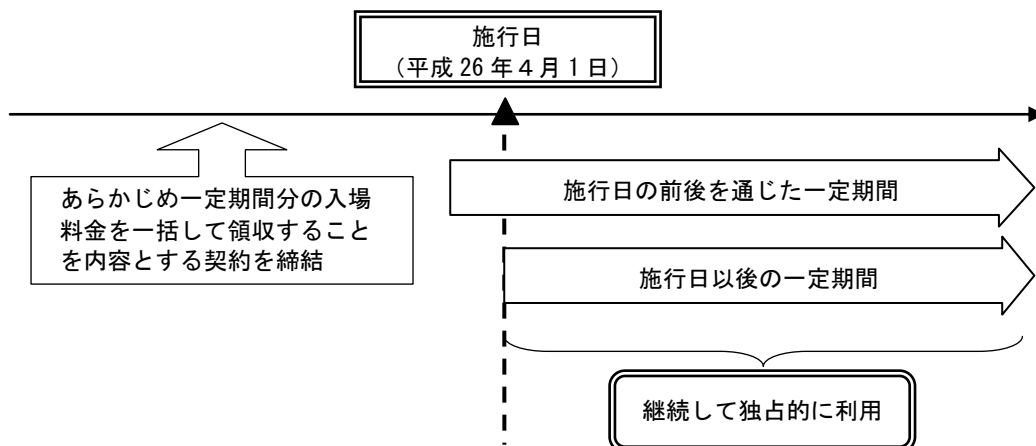 施行日
（平成 26 年４月１日）
あらかじめ一定期間分の入場
料金を一括して領収すること
を内容とする契約を締結
施行日の前後を通じた一定期間
施行日以後の一定期間
継続して独占的に利用